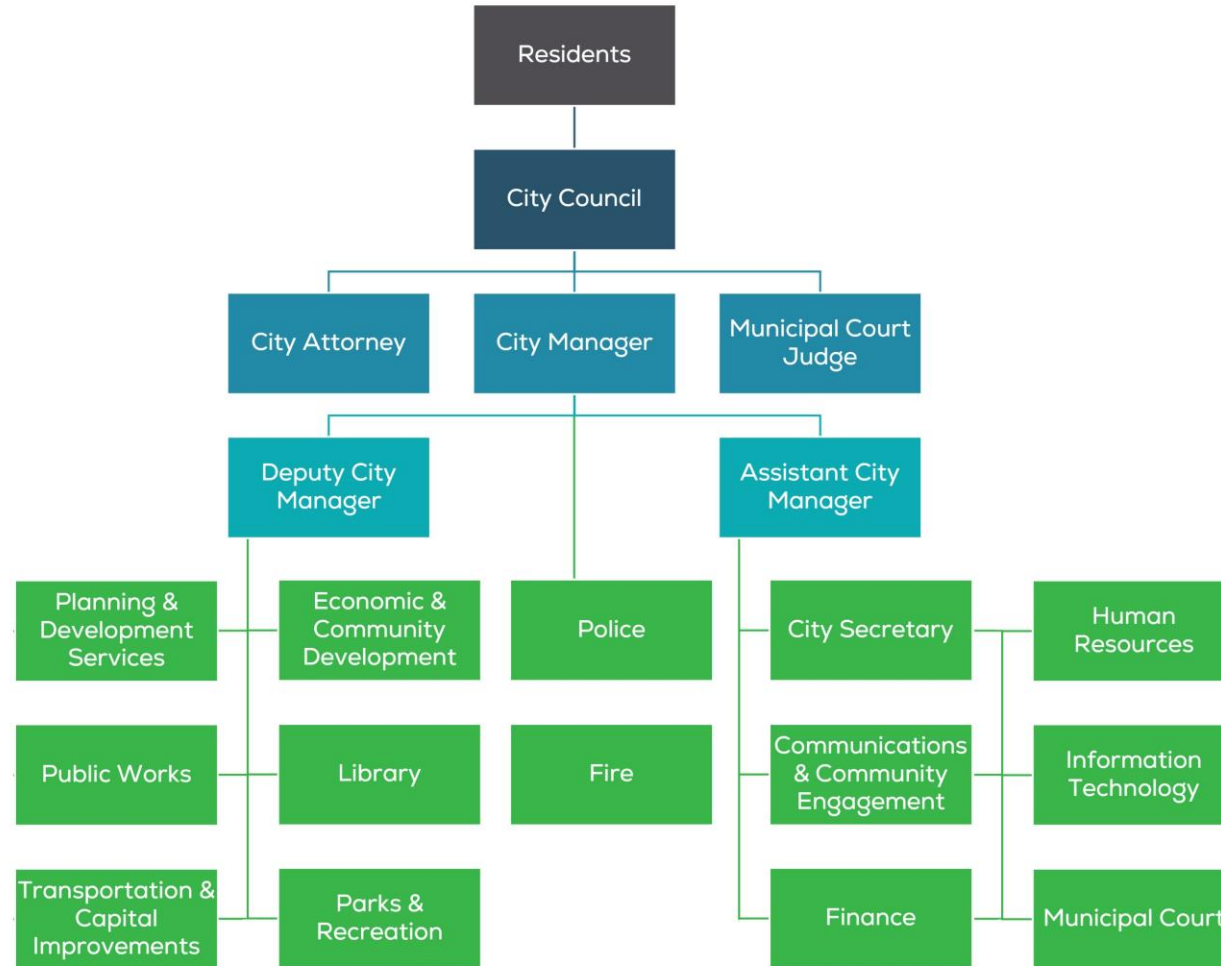 Residents
City Council
City Attorney
City Manager
Municipal Court
Judge
Deputy City
Manager
Assistant City
Manager
Planning &
Development
Services
Economic &
Community
Development
Police
City Secretary
Human
Resources
Public Works
Library
Fire
Communications
& Community
Engagement
Information
Technology
Transportation &
Capital
Improvements
Parks &
Recreation
Finance
Municipal Court